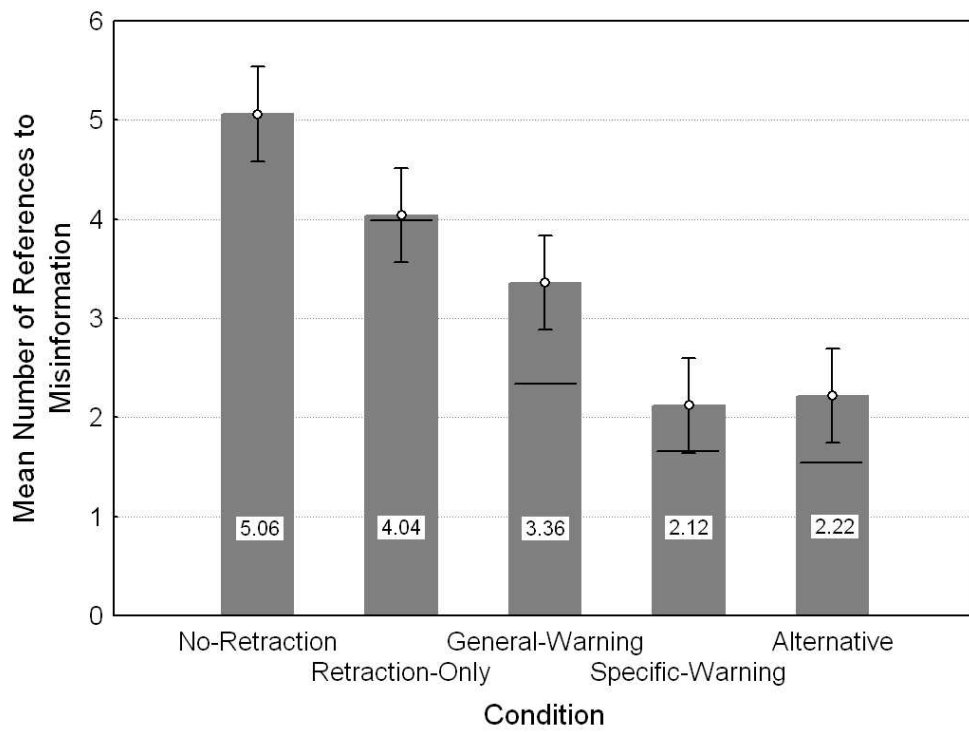 Mean Number of References to
Misinformation
6
5
4
3
2
1
0
5.06
4.04
3.36
2.12
2.22
No-Retraction
General-Warning
Alternative
Retraction-Only
Specific-Warning
Condition